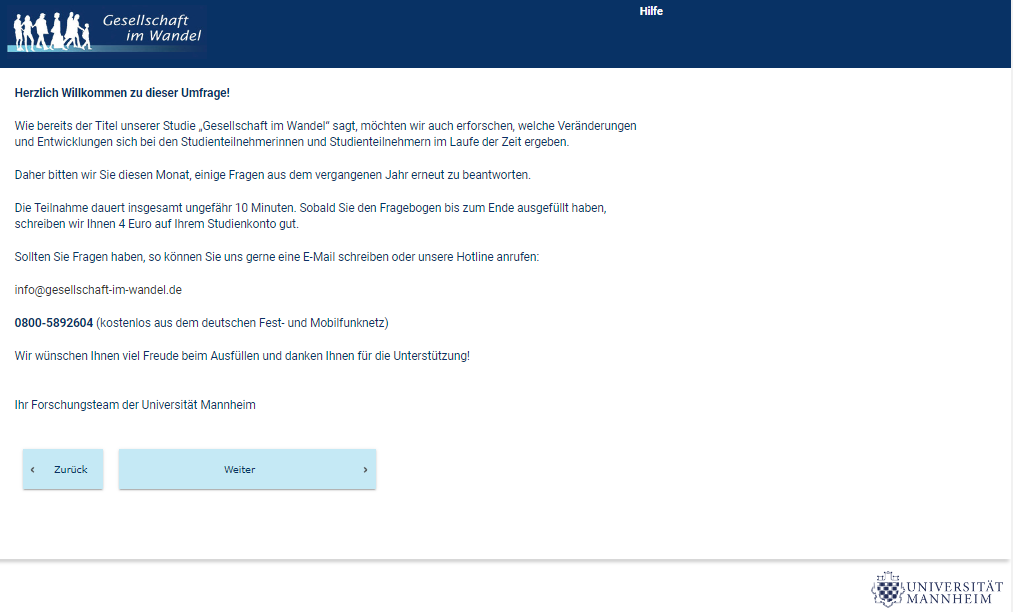 Gesellschaft
im Wandel
Hilfe
Herzlich Willkommen zu dieser Umfrage!
Wie bereits der Titel unserer Studie „Gesellschaft im Wandel“ sagt, möchten wir auch erforschen, welche Veränderungen
und Entwicklungen sich bei den Studienteilnehmerinnen und Studienteilnehmern im Laufe der Zeit ergeben.
Daher bitten wir Sie diesen Monat, einige Fragen aus dem vergangenen Jahr erneut zu beantworten.
Die Teilnahme dauert insgesamt ungefähr 10 Minuten. Sobald Sie den Fragebogen bis zum Ende ausgefüllt haben,
schreiben wir Ihnen 4 Euro auf Ihrem Studienkonto gut.
Sollten Sie Fragen haben, so können Sie uns gerne eine E-Mail schreiben oder unsere Hotline anrufen:
info@gesellschaft-im-wandel.de
0800-5892604 (kostenlos aus dem deutschen Fest- und Mobilfunknetz)
Wir wünschen Ihnen viel Freude beim Ausfüllen und danken Ihnen für die Unterstützung!
Ihr Forschungsteam der Universität Mannheim
‹ Zurück
Weiter ›
UNIVERSITÄT
MANNHEIM